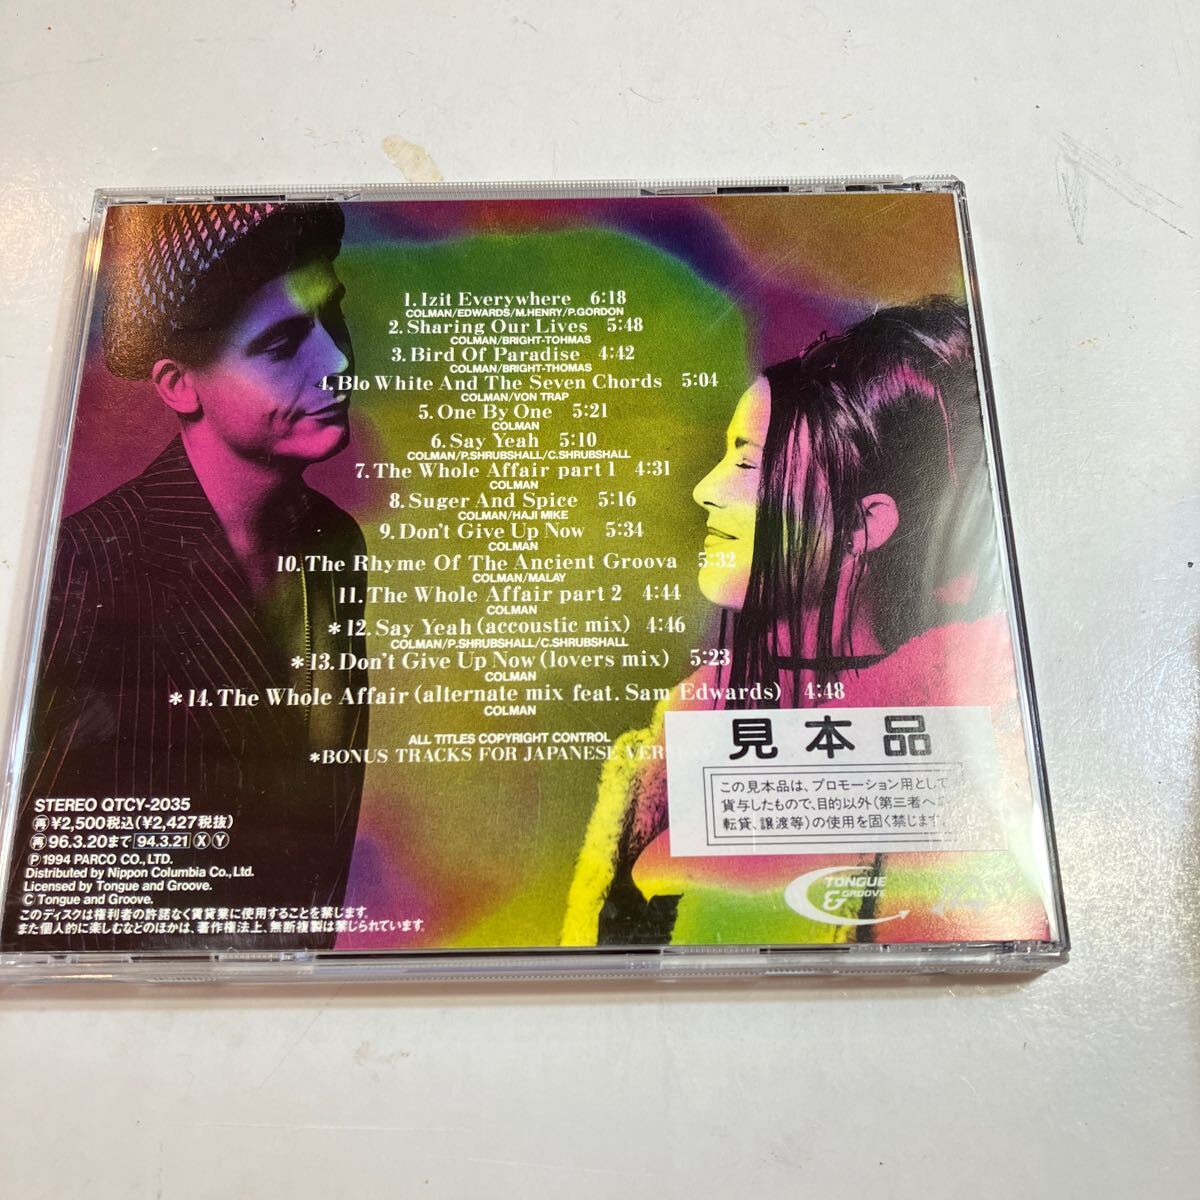 1. Izit Everywhere 6:18
COLMAN/EDWARDS/M.HENRY/P.GORDON
2. Sharing Our Lives 5:48
COLMAN/BRIGHT-TOHMAS
3. Bird Of Paradise 4:42
COLMAN/BRIGHT-THOMAS
4. Blo White And The Seven Chords 5:04
COLMAN/VON TRAP
5. One By One 5:21
COLMAN
6. Say Yeah 5:10
COLMAN/P.SHRUBSHALL/C.SHRUBSHALL
7. The Whole Affair part 1 4:31
COLMAN
8. Suger And Spice 5:16
COLMAN/HAJI MIKE
9. Don't Give Up Now 5:34
COLMAN
10. The Rhyme Of The Ancient Groova 5:32
COLMAN/MALAY
11. The Whole Affair part 2 4:44
COLMAN
*12. Say Yeah (accoustic mix) 4:46
COLMAN/P.SHRUBSHALL/C.SHRUBSHALL
*13. Don't Give Up Now (lovers mix) 5:23
COLMAN
*14. The Whole Affair (alternate mix feat. Sam Edwards) 4:48
COLMAN
ALL TITLES COPYRIGHT CONTROL
*BONUS TRACKS FOR JAPANESE
見本品
この見本品は、プロモーション用として
貸与したもので、目的以外(第三者へ
転貸、譲渡等)の使用を固く禁じます
STEREO QTCY-2035
再 ¥2,500税込(¥2,427税抜)
再 96.3.20まで 94.3.21 X Y
Ⓟ 1994 PARCO CO., LTD.
Distributed by Nippon Columbia Co., Ltd.
Licensed by Tongue and Groove.
C Tongue and Groove.
このディスクは権利者の許諾なく賃貸業に使用することを禁じます。
また個人的に楽しむなどのほかは、著作権法上、無断複製は禁じられています。
TONGUE
& GROOVE